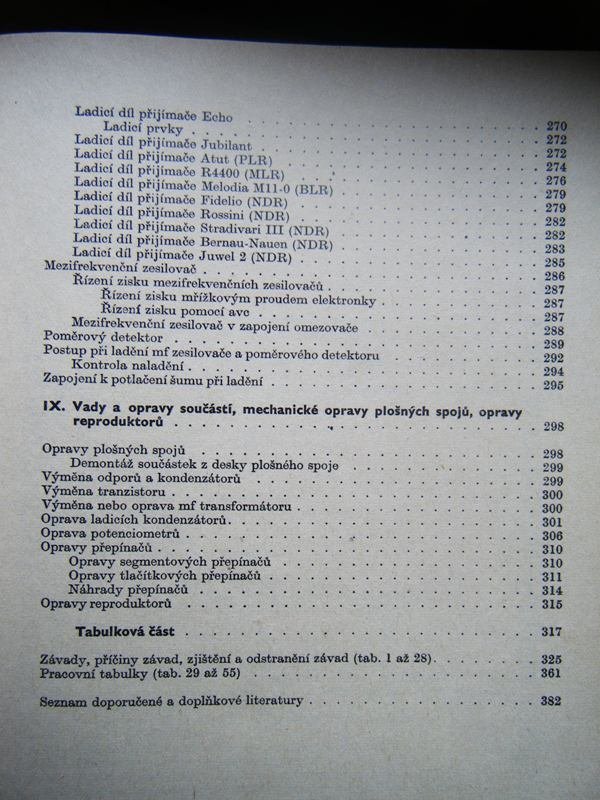 Ladicí díl přijímače Echo . . . 270
Ladicí prvky . . . 272
Ladicí díl přijímače Jubilant . . . 272
Ladicí díl přijímače Atut (PLR) . . . 274
Ladicí díl přijímače R4400 (MLR) . . . 276
Ladicí díl přijímače Melodia M11-0 (BLR) . . . 279
Ladicí díl přijímače Fidelio (NDR) . . . 279
Ladicí díl přijímače Rossini (NDR) . . . 282
Ladicí díl přijímače Stradivari III (NDR) . . . 282
Ladicí díl přijímače Bernau-Nauen (NDR) . . . 283
Ladicí díl přijímače Juwel 2 (NDR) . . . 285
Mezifrekvenční zesilovač . . . 286
Řízení zisku mezifrekvenčních zesilovačů . . . 287
Řízení zisku mřížkovým proudem elektronky . . . 287
Řízení zisku pomocí avc . . . 287
Mezifrekvenční zesilovač v zapojení omezovače . . . 288
Poměrový detektor . . . 289
Postup při ladění mf zesilovače a poměrového detektoru . . . 292
Kontrola naladění . . . 294
Zapojení k potlačení šumu při ladění . . . 295
IX. Vady a opravy součástí, mechanické opravy plošných spojů, opravy
reproduktorů . . . 298
Opravy plošných spojů . . . 298
Demontáž součástek z desky plošného spoje . . . 299
Výměna odporů a kondenzátorů . . . 299
Výměna tranzistoru . . . 300
Výměna nebo oprava mf transformátoru . . . 300
Oprava ladicích kondenzátorů . . . 301
Oprava potenciometrů . . . 306
Opravy přepínačů . . . 310
Opravy segmentových přepínačů . . . 310
Opravy tlačítkových přepínačů . . . 311
Náhrady přepínačů . . . 314
Opravy reproduktorů . . . 315
Tabulková část . . . 317
Závady, příčiny závad, zjištění a odstranění závad (tab. 1 až 28) . . . 325
Pracovní tabulky (tab. 29 až 55) . . . 361
Seznam doporučené a doplňkové literatury . . . 382